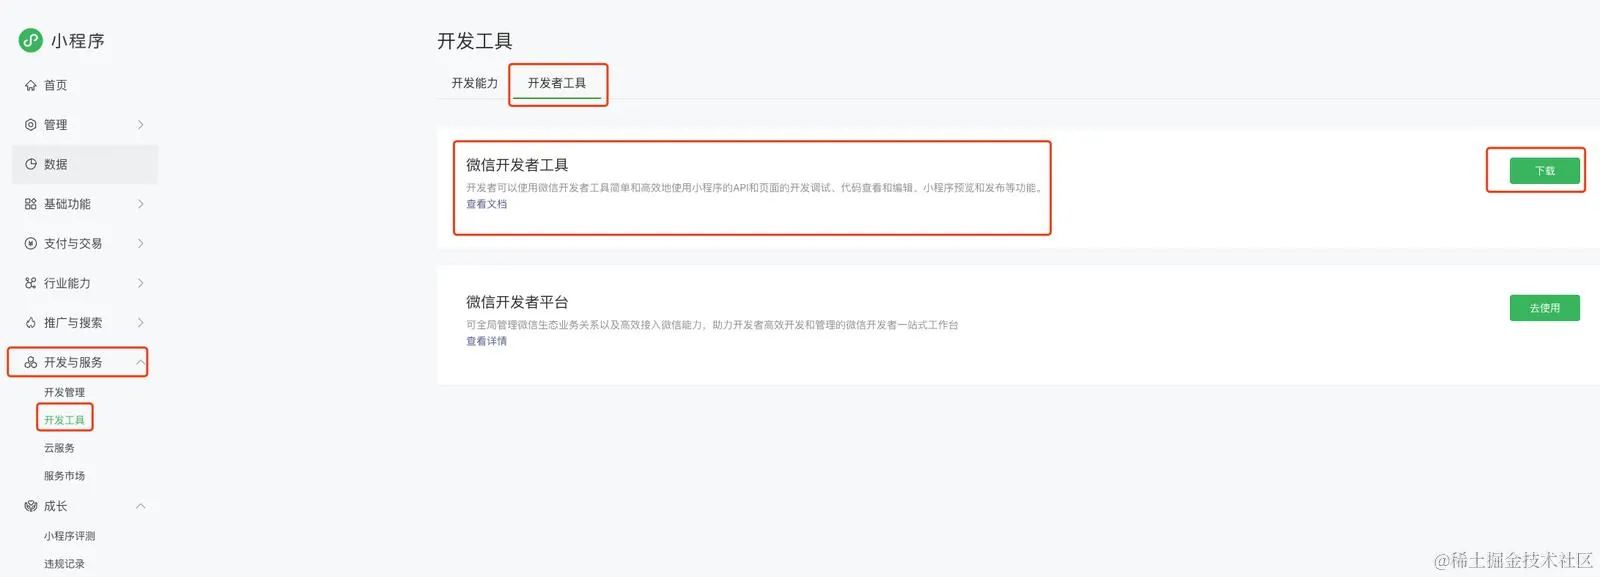 小程序
首页
管理
数据
基础功能
支付与交易
行业能力
推广与搜索
开发与服务
开发管理
开发工具
云服务
服务市场
成长
小程序评测
违规记录
开发工具
开发能力
开发者工具
微信开发者工具
开发者可以使用微信开发者工具简单和高效地使用小程序的API和页面的开发调试、代码查看和编辑、小程序预览和发布等功能。
查看文档
下载
微信开发者平台
可全局管理微信生态业务关系以及高效接入微信能力，助力开发者高效开发和管理的微信开发者一站式工作台
查看详情
去使用
@稀土掘金技术社区